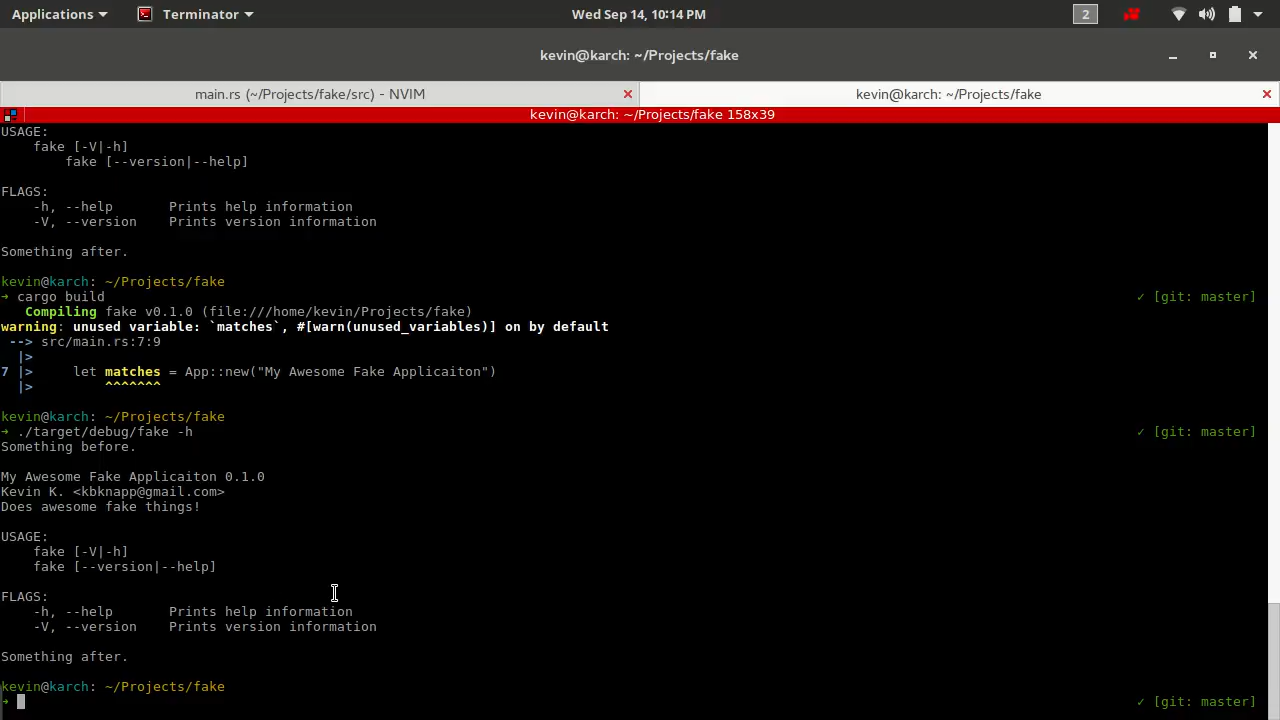 Applications Terminator Wed Sep 14, 10:14 PM 2
kevin@karch: ~/Projects/fake
main.rs (~/Projects/fake/src) - NVIM kevin@karch: ~/Projects/fake
kevin@karch: ~/Projects/fake 158x39
USAGE:
    fake [-V|-h]
        fake [--version|--help]
FLAGS:
    -h, --help       Prints help information
    -V, --version    Prints version information
Something after.
kevin@karch: ~/Projects/fake
➜ cargo build ✓ [git: master]
   Compiling fake v0.1.0 (file:///home/kevin/Projects/fake)
warning: unused variable: `matches`, #[warn(unused_variables)] on by default
 --> src/main.rs:7:9
  |>
7 |>     let matches = App::new("My Awesome Fake Applicaiton")
  |>         ^^^^^^^
kevin@karch: ~/Projects/fake
➜ ./target/debug/fake -h ✓ [git: master]
Something before.
My Awesome Fake Applicaiton 0.1.0
Kevin K. <kbknapp@gmail.com>
Does awesome fake things!
USAGE:
    fake [-V|-h]
    fake [--version|--help]
FLAGS:
    -h, --help       Prints help information
    -V, --version    Prints version information
Something after.
kevin@karch: ~/Projects/fake
➜ ✓ [git: master]